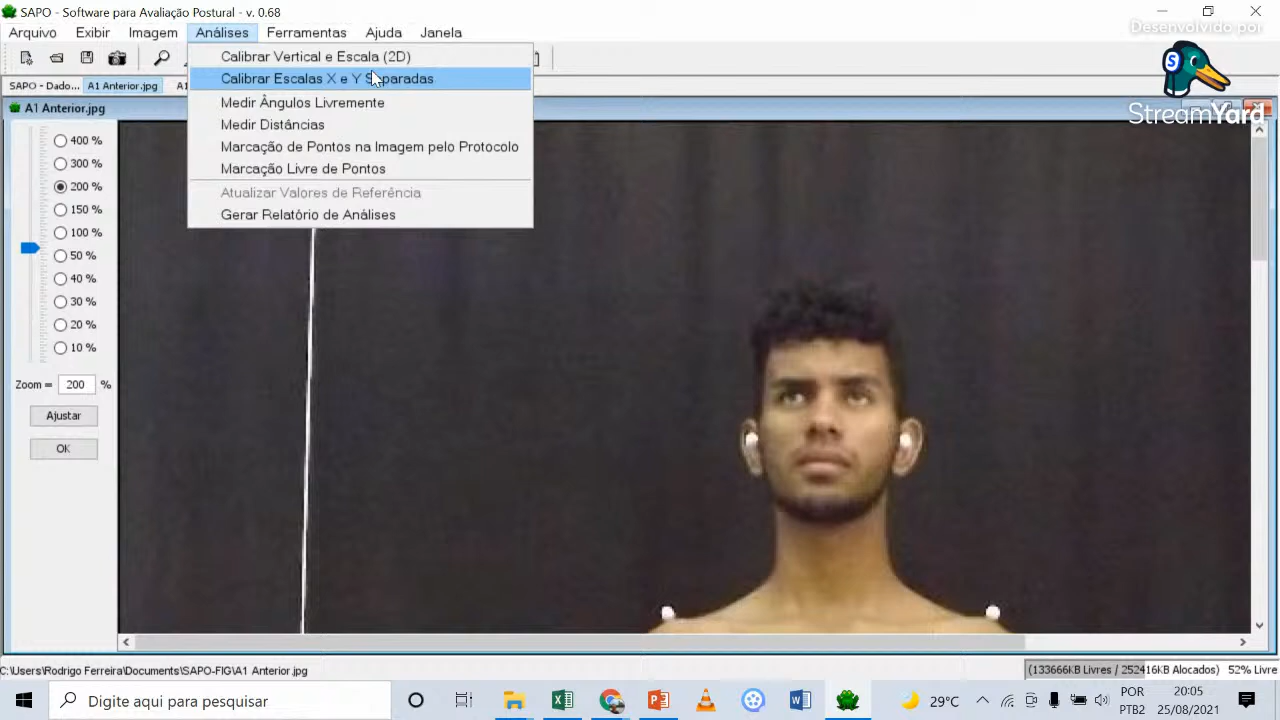 SAPO - Software para Avaliação Postural - v. 0.68
Desenvolvido por
StreamYard
Arquivo Exibir Imagem Análises Ferramentas Ajuda Janela
SAPO - Dado... A1 Anterior.jpg A1
A1 Anterior.jpg
Calibrar Vertical e Escala (2D)
Calibrar Escalas X e Y Separadas
Medir Ângulos Livremente
Medir Distâncias
Marcação de Pontos na Imagem pelo Protocolo
Marcação Livre de Pontos
Atualizar Valores de Referência
Gerar Relatório de Análises
400 %
300 %
200 %
150 %
100 %
50 %
40 %
30 %
20 %
10 %
Zoom = 200 %
Ajustar
OK
C:\Users\Rodrigo Ferreira\Documents\SAPO-FIG\A1 Anterior.jpg
(133666KB Livres / 252416KB Alocados) 52% Livre
Digite aqui para pesquisar
29°C
POR
PTB2
20:05
25/08/2021